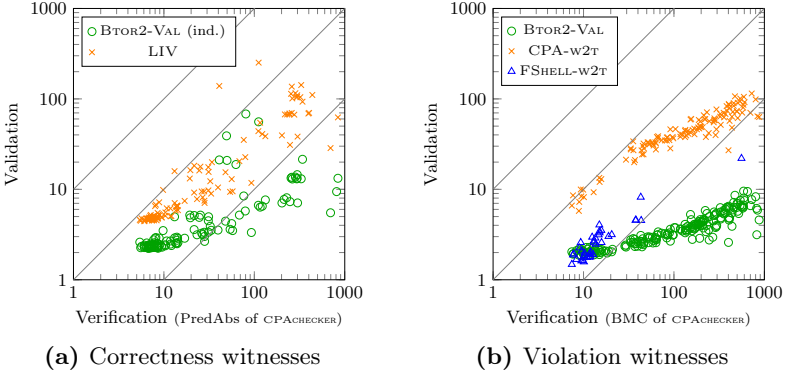 1000
100
10
1
1
10
100
1000
Validation
Verification (PredAbs of CPACHECKER)
BTOR2-VAL (ind.)
LIV
(a) Correctness witnesses
1000
100
10
1
1
10
100
1000
Validation
Verification (BMC of CPACHECKER)
BTOR2-VAL
CPA-W2T
FSHELL-W2T
(b) Violation witnesses